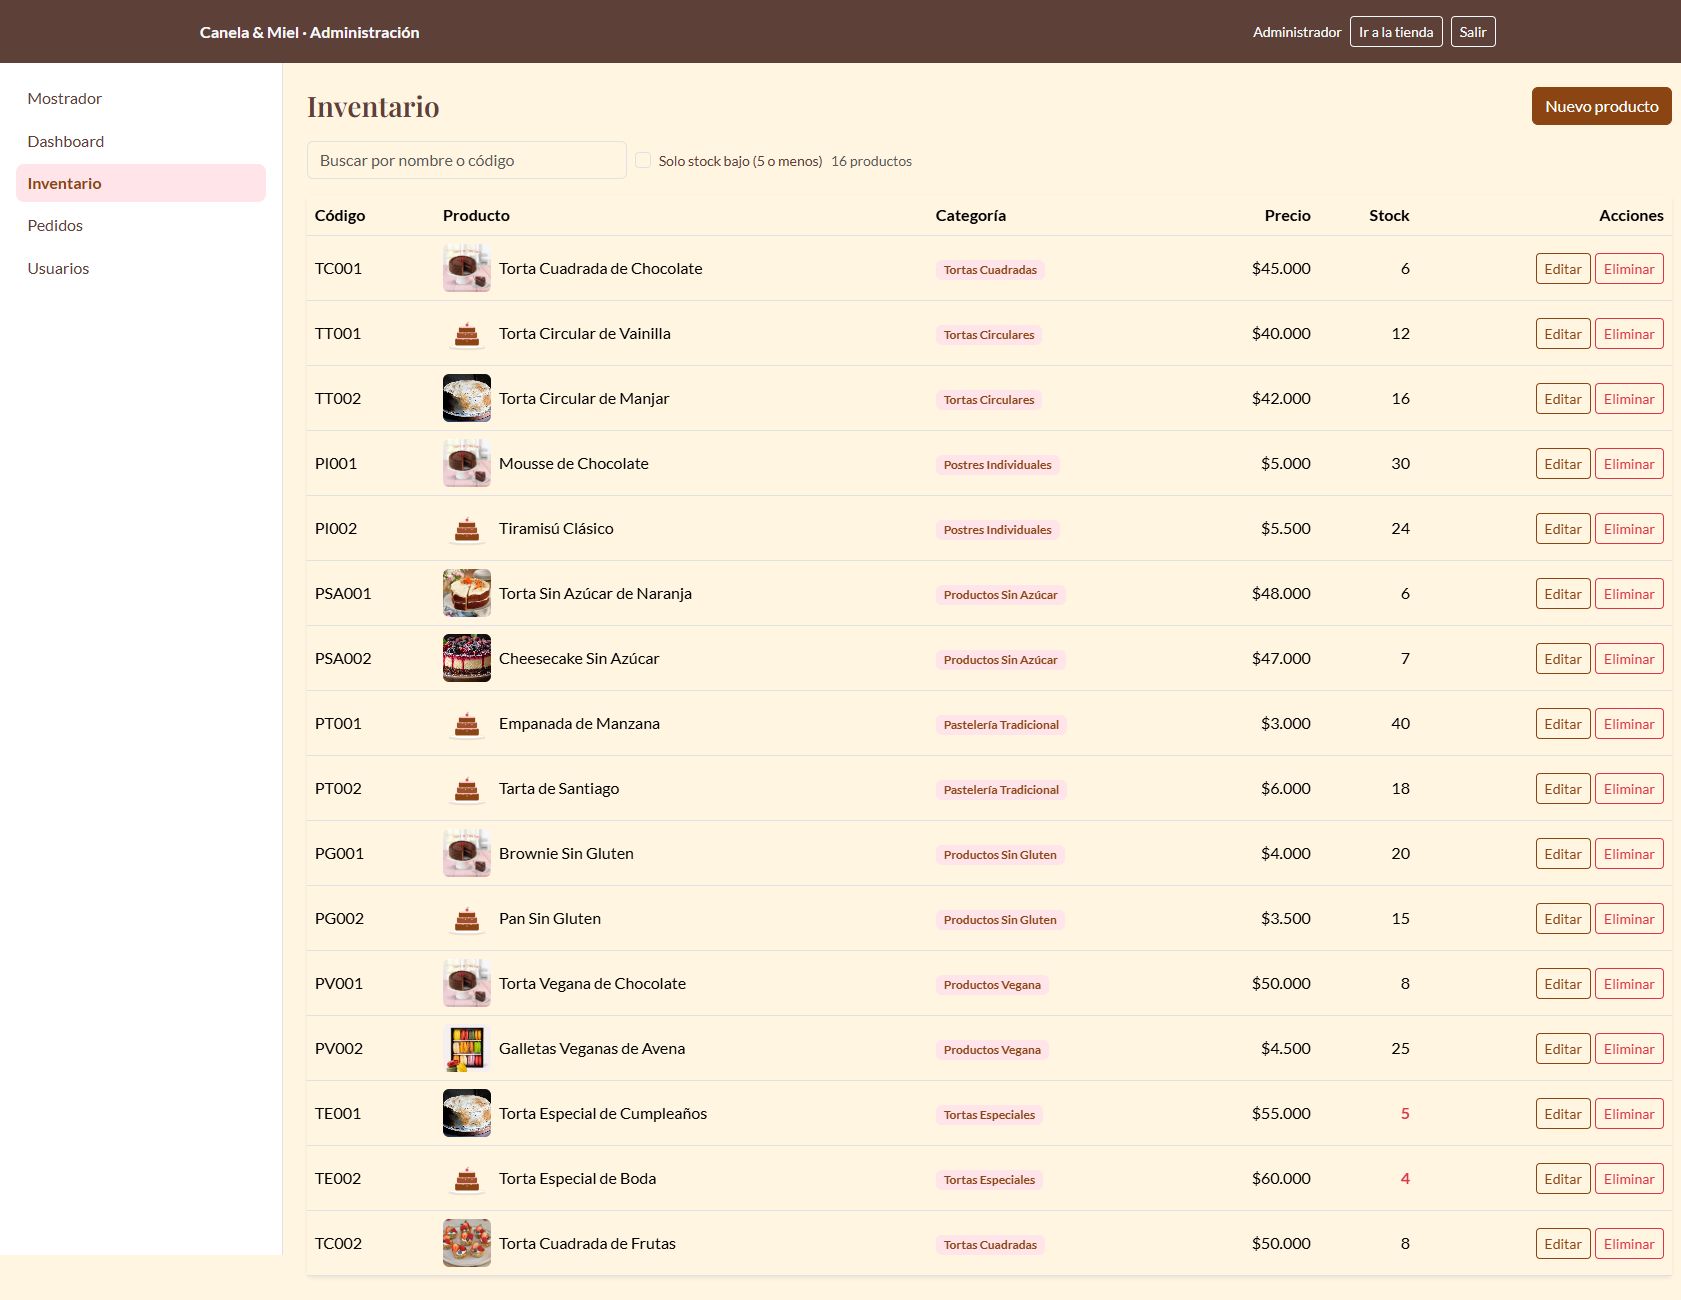 Canela & Miel · Administración
Administrador Ir a la tienda Salir
Mostrador
Dashboard
Inventario
Pedidos
Usuarios
Inventario
Nuevo producto
Buscar por nombre o código Solo stock bajo (5 o menos) 16 productos
Código Producto Categoría Precio Stock Acciones
TC001 Torta Cuadrada de Chocolate Tortas Cuadradas $45.000 6 Editar Eliminar
TT001 Torta Circular de Vainilla Tortas Circulares $40.000 12 Editar Eliminar
TT002 Torta Circular de Manjar Tortas Circulares $42.000 16 Editar Eliminar
PI001 Mousse de Chocolate Postres Individuales $5.000 30 Editar Eliminar
PI002 Tiramisú Clásico Postres Individuales $5.500 24 Editar Eliminar
PSA001 Torta Sin Azúcar de Naranja Productos Sin Azúcar $48.000 6 Editar Eliminar
PSA002 Cheesecake Sin Azúcar Productos Sin Azúcar $47.000 7 Editar Eliminar
PT001 Empanada de Manzana Pastelería Tradicional $3.000 40 Editar Eliminar
PT002 Tarta de Santiago Pastelería Tradicional $6.000 18 Editar Eliminar
PG001 Brownie Sin Gluten Productos Sin Gluten $4.000 20 Editar Eliminar
PG002 Pan Sin Gluten Productos Sin Gluten $3.500 15 Editar Eliminar
PV001 Torta Vegana de Chocolate Productos Vegana $50.000 8 Editar Eliminar
PV002 Galletas Veganas de Avena Productos Vegana $4.500 25 Editar Eliminar
TE001 Torta Especial de Cumpleaños Tortas Especiales $55.000 5 Editar Eliminar
TE002 Torta Especial de Boda Tortas Especiales $60.000 4 Editar Eliminar
TC002 Torta Cuadrada de Frutas Tortas Cuadradas $50.000 8 Editar Eliminar